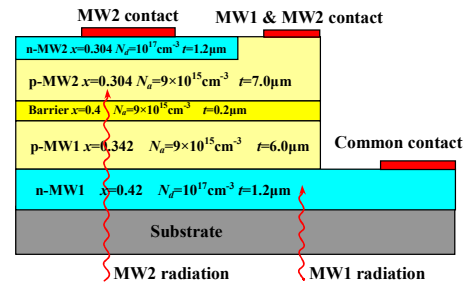 MW2 contact
MW1 & MW2 contact
n-MW2 x=0.304 Nd=10¹⁷cm⁻³ t=1.2µm
p-MW2 x=0.304 Na=9×10¹⁵cm⁻³ t=7.0µm
Barrier x=0.4 Na=9×10¹⁵cm⁻³ t=0.2µm
p-MW1 x=0.342 Na=9×10¹⁵cm⁻³ t=6.0µm
Common contact
n-MW1 x=0.42 Nd=10¹⁷cm⁻³ t=1.2µm
Substrate
MW2 radiation
MW1 radiation